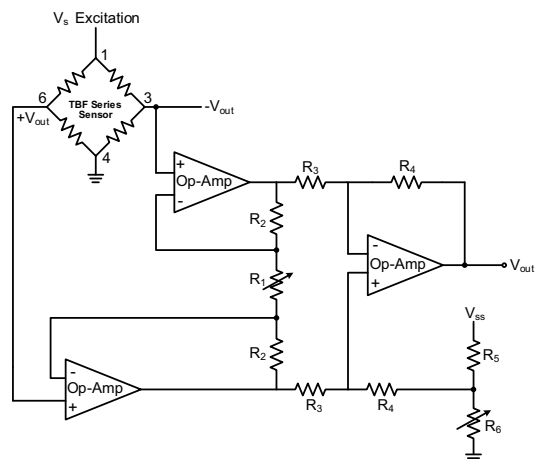 Vs Excitation
1
6
TBF Series
Sensor
3
+Vout
-Vout
4
+
Op-Amp
-
R3
R4
R2
-
Op-Amp
+
Vout
R1
Vss
R2
R5
-
Op-Amp
+
R3
R4
R6